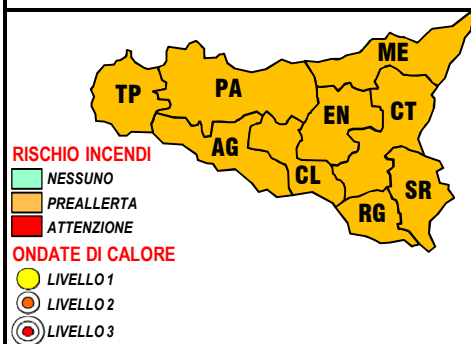 ME
PA
TP
EN
CT
AG
CL
SR
RG
RISCHIO INCENDI
NESSUNO
PREALLERTA
ATTENZIONE
ONDATE DI CALORE
LIVELLO 1
LIVELLO 2
LIVELLO 3